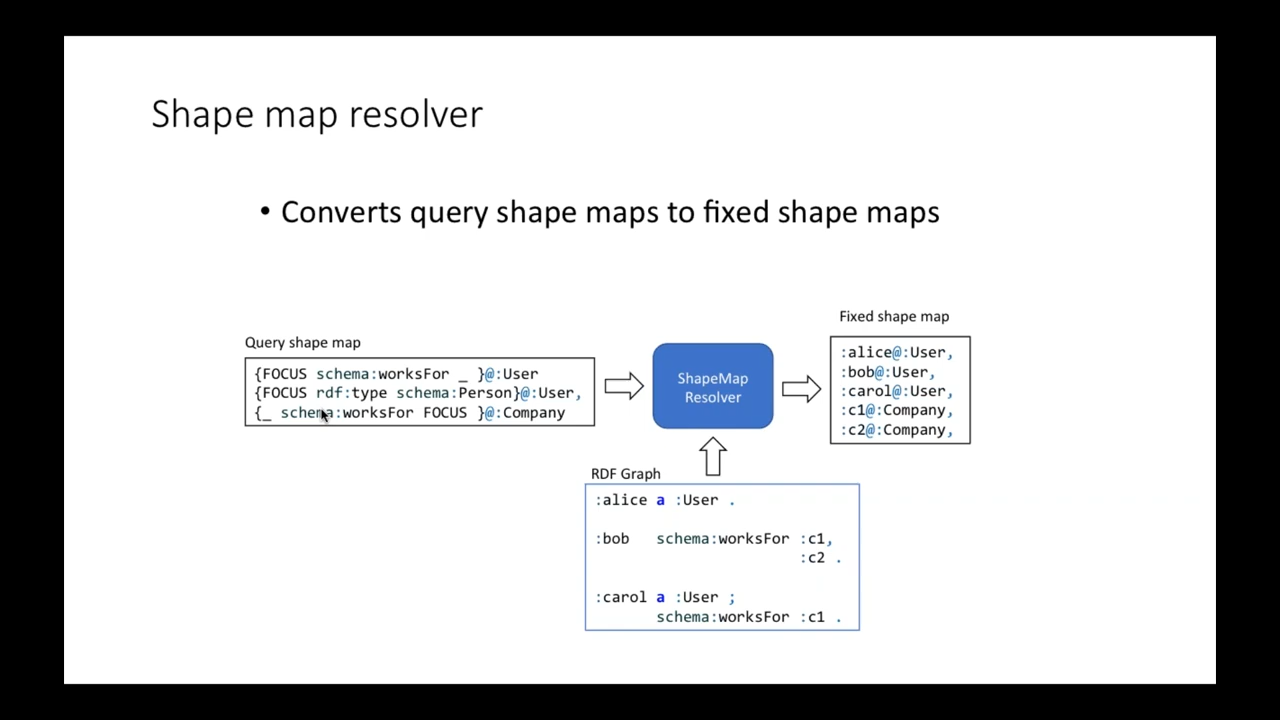 Shape map resolver
• Converts query shape maps to fixed shape maps
Query shape map
{FOCUS schema:worksFor _ }@:User
{FOCUS rdf:type schema:Person}@:User,
{_ schema:worksFor FOCUS }@:Company
ShapeMap
Resolver
Fixed shape map
:alice@:User,
:bob@:User,
:carol@:User,
:c1@:Company,
:c2@:Company,
RDF Graph
:alice a :User .
:bob schema:worksFor :c1,
:c2 .
:carol a :User ;
schema:worksFor :c1 .